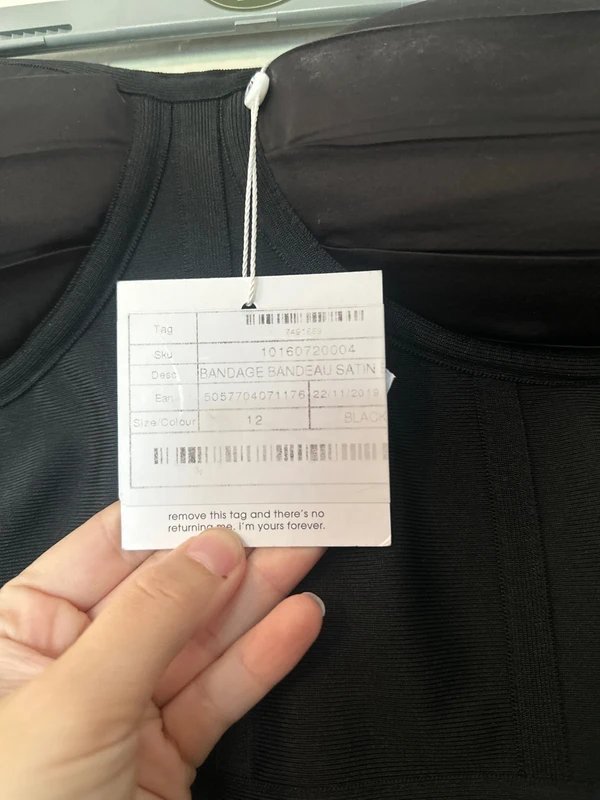 Tag
7491659
Sku 10160720004
Desc BANDAGE BANDEAU SATIN
Ean 5057704071176 22/11/2019
Size/Colour 12 BLACK
remove this tag and there's no
returning me. i'm yours forever.